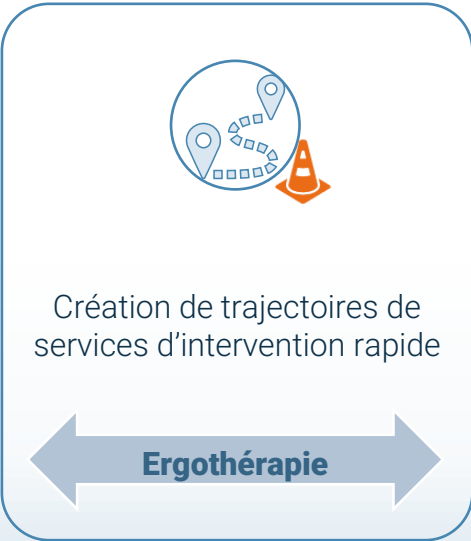 Création de trajectoires de
services d’intervention rapide
Ergothérapie